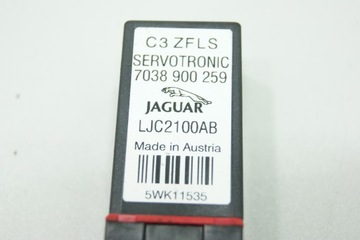 C3 ZFLS
SERVOTRONIC
7038 900 259
JAGUAR
LJC2100AB
Made in Austria
5WK11535